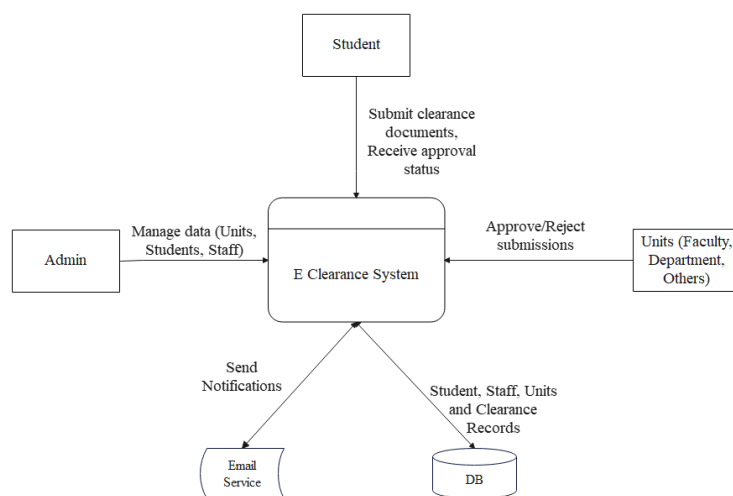 Student
Submit clearance
documents,
Receive approval
status
Manage data (Units,
Students, Staff)
Approve/Reject
submissions
Admin
E Clearance System
Units (Faculty,
Department,
Others)
Send
Notifications
Student, Staff, Units
and Clearance
Records
Email
Service
DB